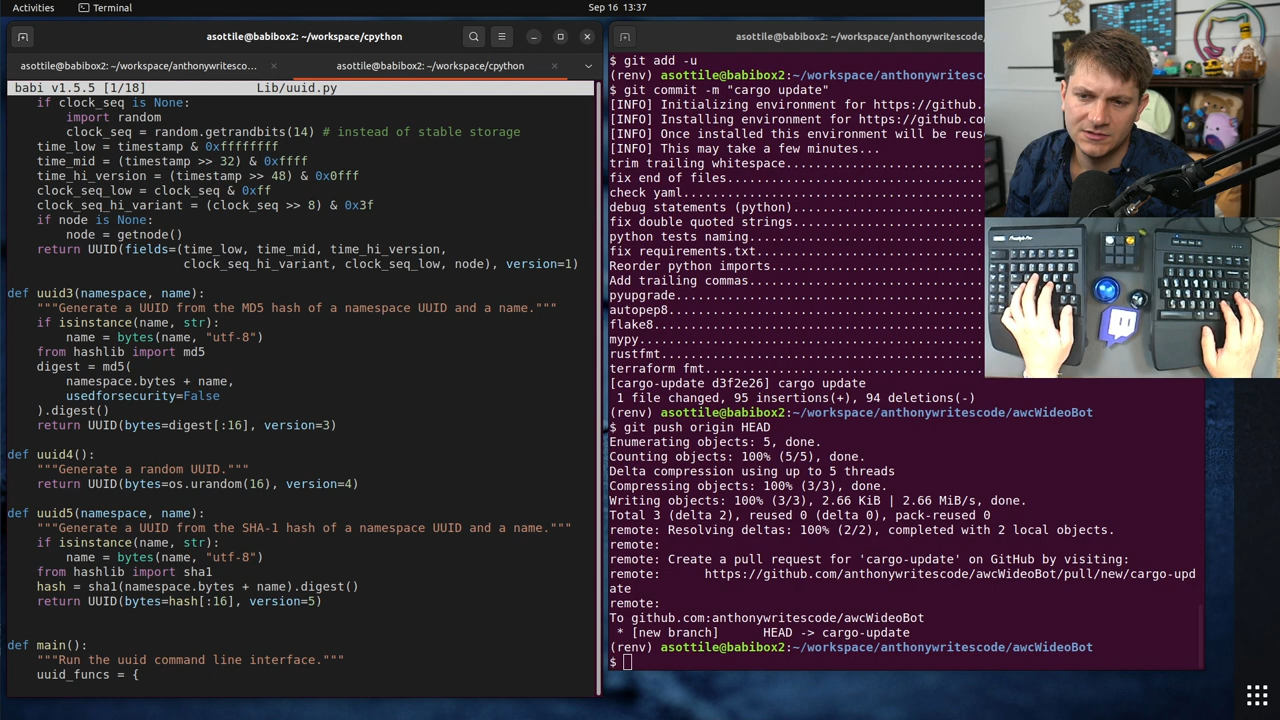 Activities
Terminal
Sep 16 13:37
asottile@babibox2: ~/workspace/cpython
asottile@babibox2: ~/workspace/anthonywritesco…
asottile@babibox2: ~/workspace/cpython
babi v1.5.5 [1/18] Lib/uuid.py
if clock_seq is None:
import random
clock_seq = random.getrandbits(14) # instead of stable storage
time_low = timestamp & 0xffffffff
time_mid = (timestamp >> 32) & 0xffff
time_hi_version = (timestamp >> 48) & 0x0fff
clock_seq_low = clock_seq & 0xff
clock_seq_hi_variant = (clock_seq >> 8) & 0x3f
if node is None:
node = getnode()
return UUID(fields=(time_low, time_mid, time_hi_version,
clock_seq_hi_variant, clock_seq_low, node), version=1)
def uuid3(namespace, name):
"""Generate a UUID from the MD5 hash of a namespace UUID and a name."""
if isinstance(name, str):
name = bytes(name, "utf-8")
from hashlib import md5
digest = md5(
namespace.bytes + name,
usedforsecurity=False
).digest()
return UUID(bytes=digest[:16], version=3)
def uuid4():
"""Generate a random UUID."""
return UUID(bytes=os.urandom(16), version=4)
def uuid5(namespace, name):
"""Generate a UUID from the SHA-1 hash of a namespace UUID and a name."""
if isinstance(name, str):
name = bytes(name, "utf-8")
from hashlib import sha1
hash = sha1(namespace.bytes + name).digest()
return UUID(bytes=hash[:16], version=5)
def main():
"""Run the uuid command line interface."""
uuid_funcs = {
asottile@babibox2: ~/workspace/anthonywritescode/
$ git add -u
(renv) asottile@babibox2:~/workspace/anthonywritesc
$ git commit -m "cargo update"
[INFO] Initializing environment for https://github.
[INFO] Installing environment for https://github.co
[INFO] Once installed this environment will be reus
[INFO] This may take a few minutes...
trim trailing whitespace.............................
fix end of files.....................................
check yaml...........................................
debug statements (python)............................
fix double quoted strings............................
python tests naming..................................
fix requirements.txt.................................
Reorder python imports...............................
Add trailing commas..................................
pyupgrade............................................
autopep8.............................................
flake8...............................................
mypy.................................................
rustfmt..............................................
terraform fmt........................................
[cargo-update d3f2e26] cargo update
1 file changed, 95 insertions(+), 94 deletions(-)
(renv) asottile@babibox2:~/workspace/anthonywritescode/awcWideoBot
$ git push origin HEAD
Enumerating objects: 5, done.
Counting objects: 100% (5/5), done.
Delta compression using up to 5 threads
Compressing objects: 100% (3/3), done.
Writing objects: 100% (3/3), 2.66 KiB | 2.66 MiB/s, done.
Total 3 (delta 2), reused 0 (delta 0), pack-reused 0
remote: Resolving deltas: 100% (2/2), completed with 2 local objects.
remote:
remote: Create a pull request for 'cargo-update' on GitHub by visiting:
remote: https://github.com/anthonywritescode/awcWideoBot/pull/new/cargo-upd
ate
remote:
To github.com:anthonywritescode/awcWideoBot
* [new branch] HEAD -> cargo-update
(renv) asottile@babibox2:~/workspace/anthonywritescode/awcWideoBot
$